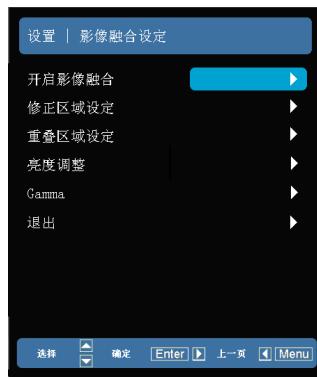 设置 | 影像融合设定
开启影像融合
修正区域设定
重叠区域设定
亮度调整
Gamma
退出
选择 确定 Enter 上一页 Menu